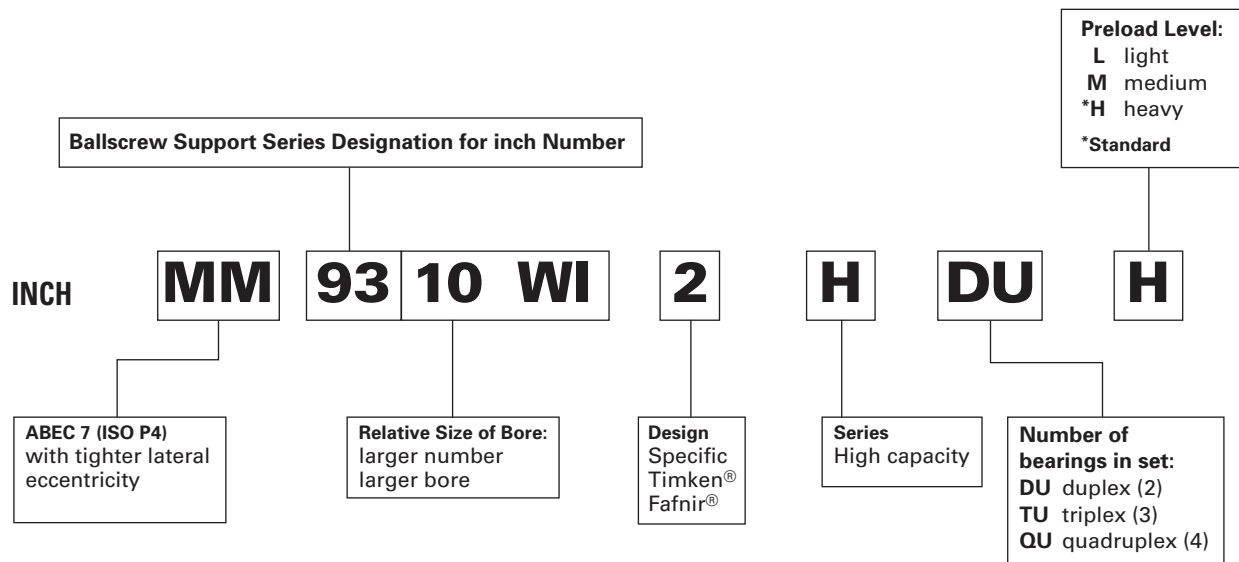 Preload Level:
L light
M medium
*H heavy
*Standard
Ballscrew Support Series Designation for inch Number
INCH MM 93 10 WI 2 H DU H
ABEC 7 (ISO P4)
with tighter lateral
eccentricity
Relative Size of Bore:
larger number
larger bore
Design
Specific
Timken®
Fafnir®
Series
High capacity
Number of
bearings in set:
DU duplex (2)
TU triplex (3)
QU quadruplex (4)